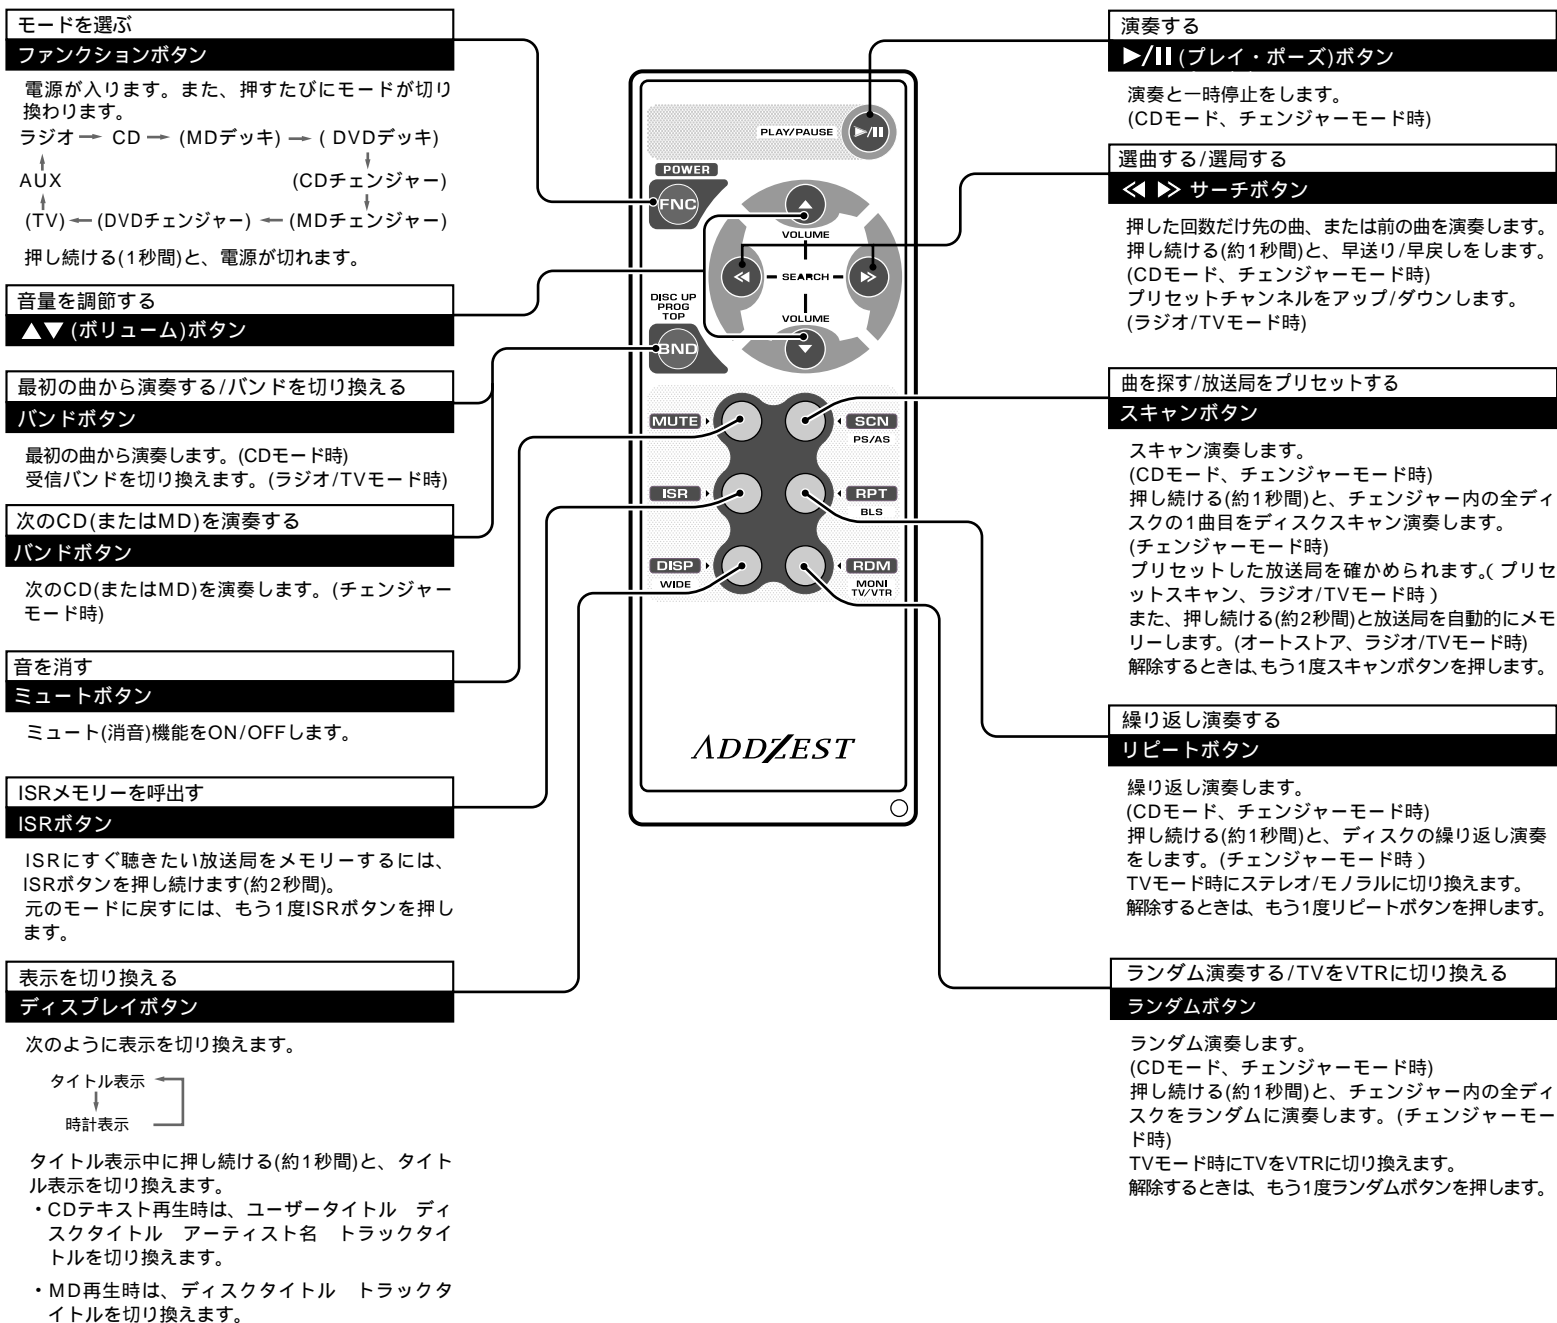 モードを選ぶ
ファンクションボタン
電源が入ります。また、押すたびにモードが切り
換わります。
ラジオ → CD → (MDデッキ) → ( DVDデッキ)
AUX (CDチェンジャー)
(TV) ← (DVDチェンジャー) ← (MDチェンジャー)
押し続ける(1秒間)と、電源が切れます。
音量を調節する
▲▼ (ボリューム)ボタン
最初の曲から演奏する/バンドを切り換える
バンドボタン
最初の曲から演奏します。(CDモード時)
受信バンドを切り換えます。(ラジオ/TVモード時)
次のCD(またはMD)を演奏する
バンドボタン
次のCD(またはMD)を演奏します。(チェンジャー
モード時)
音を消す
ミュートボタン
ミュート(消音)機能をON/OFFします。
ISRメモリーを呼出す
ISRボタン
ISRにすぐ聴きたい放送局をメモリーするには、
ISRボタンを押し続けます(約2秒間)。
元のモードに戻すには、もう1度ISRボタンを押し
ます。
表示を切り換える
ディスプレイボタン
次のように表示を切り換えます。
タイトル表示
時計表示
タイトル表示中に押し続ける(約1秒間)と、タイト
ル表示を切り換えます。
・CDテキスト再生時は、ユーザータイトル ディ
スクタイトル アーティスト名 トラックタイ
トルを切り換えます。
・MD再生時は、ディスクタイトル トラックタ
イトルを切り換えます。
PLAY/PAUSE ►/II
POWER
FNC
VOLUME
SEARCH
VOLUME
DISC UP
PROG
TOP
BND
MUTE
SCN
PS/AS
ISR
RPT
BLS
DISP
WIDE
RDM
MONI
TV/VTR
ADDZEST
演奏する
►/II (プレイ・ポーズ)ボタン
演奏と一時停止をします。
(CDモード、チェンジャーモード時)
選曲する/選局する
≪ ≫ サーチボタン
押した回数だけ先の曲、または前の曲を演奏します。
押し続ける(約1秒間)と、早送り/早戻しをします。
(CDモード、チェンジャーモード時)
プリセットチャンネルをアップ/ダウンします。
(ラジオ/TVモード時)
曲を探す/放送局をプリセットする
スキャンボタン
スキャン演奏します。
(CDモード、チェンジャーモード時)
押し続ける(約1秒間)と、チェンジャー内の全ディ
スクの1曲目をディスクスキャン演奏します。
(チェンジャーモード時)
プリセットした放送局を確かめられます。( プリセ
ットスキャン、ラジオ/TVモード時 )
また、押し続ける(約2秒間)と放送局を自動的にメモ
リーします。(オートストア、ラジオ/TVモード時)
解除するときは、もう1度スキャンボタンを押します。
繰り返し演奏する
リピートボタン
繰り返し演奏します。
(CDモード、チェンジャーモード時)
押し続ける(約1秒間)と、ディスクの繰り返し演奏
をします。(チェンジャーモード時 )
TVモード時にステレオ/モノラルに切り換えます。
解除するときは、もう1度リピートボタンを押します。
ランダム演奏する/TVをVTRに切り換える
ランダムボタン
ランダム演奏します。
(CDモード、チェンジャーモード時)
押し続ける(約1秒間)と、チェンジャー内の全ディ
スクをランダムに演奏します。(チェンジャーモー
ド時)
TVモード時にTVをVTRに切り換えます。
解除するときは、もう1度ランダムボタンを押します。